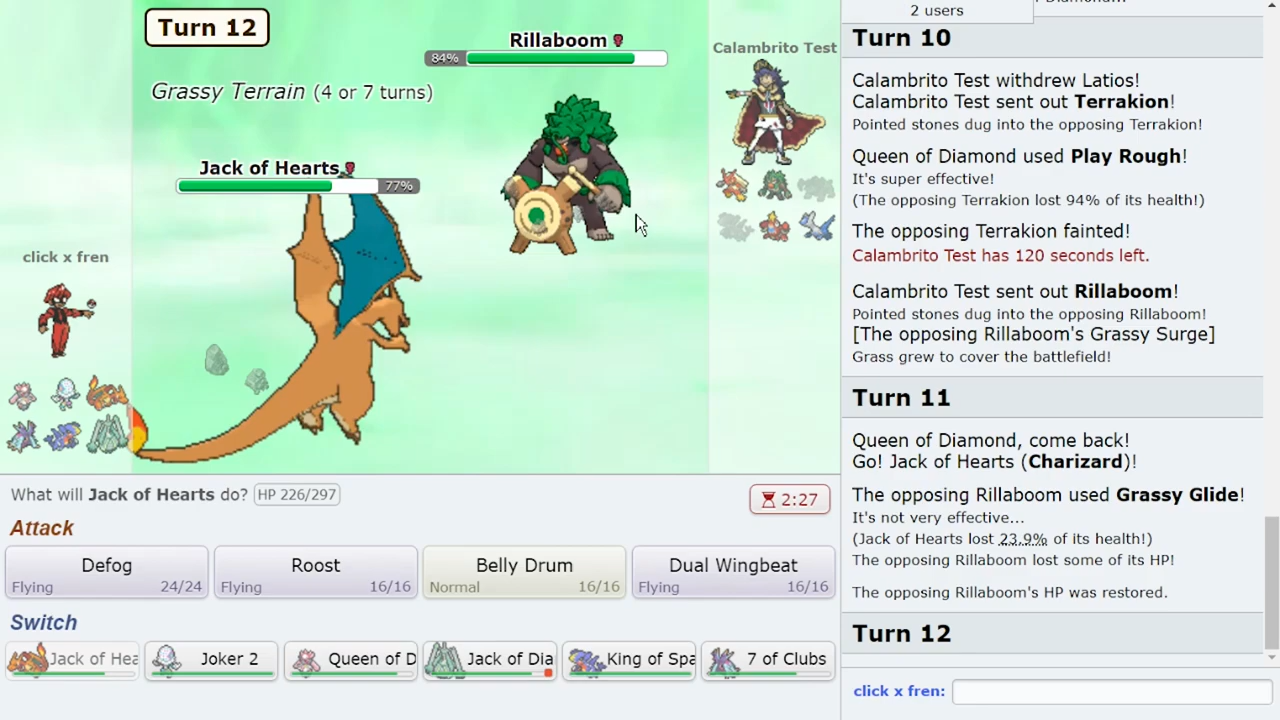 Turn 12
Rillaboom
84%
Grassy Terrain (4 or 7 turns)
Jack of Hearts
77%
Calambrito Test
click x fren
What will Jack of Hearts do? HP 226/297
2:27
Attack
Defog
Flying 24/24
Roost
Flying 16/16
Belly Drum
Normal 16/16
Dual Wingbeat
Flying 16/16
Switch
Jack of Hea
Joker 2
Queen of D
Jack of Dia
King of Spa
7 of Clubs
2 users
Turn 10
Calambrito Test withdrew Latios!
Calambrito Test sent out Terrakion!
Pointed stones dug into the opposing Terrakion!
Queen of Diamond used Play Rough!
It's super effective!
(The opposing Terrakion lost 94% of its health!)
The opposing Terrakion fainted!
Calambrito Test has 120 seconds left.
Calambrito Test sent out Rillaboom!
Pointed stones dug into the opposing Rillaboom!
[The opposing Rillaboom's Grassy Surge]
Grass grew to cover the battlefield!
Turn 11
Queen of Diamond, come back!
Go! Jack of Hearts (Charizard)!
The opposing Rillaboom used Grassy Glide!
It's not very effective...
(Jack of Hearts lost 23.9% of its health!)
The opposing Rillaboom lost some of its HP!
The opposing Rillaboom's HP was restored.
Turn 12
click x fren: